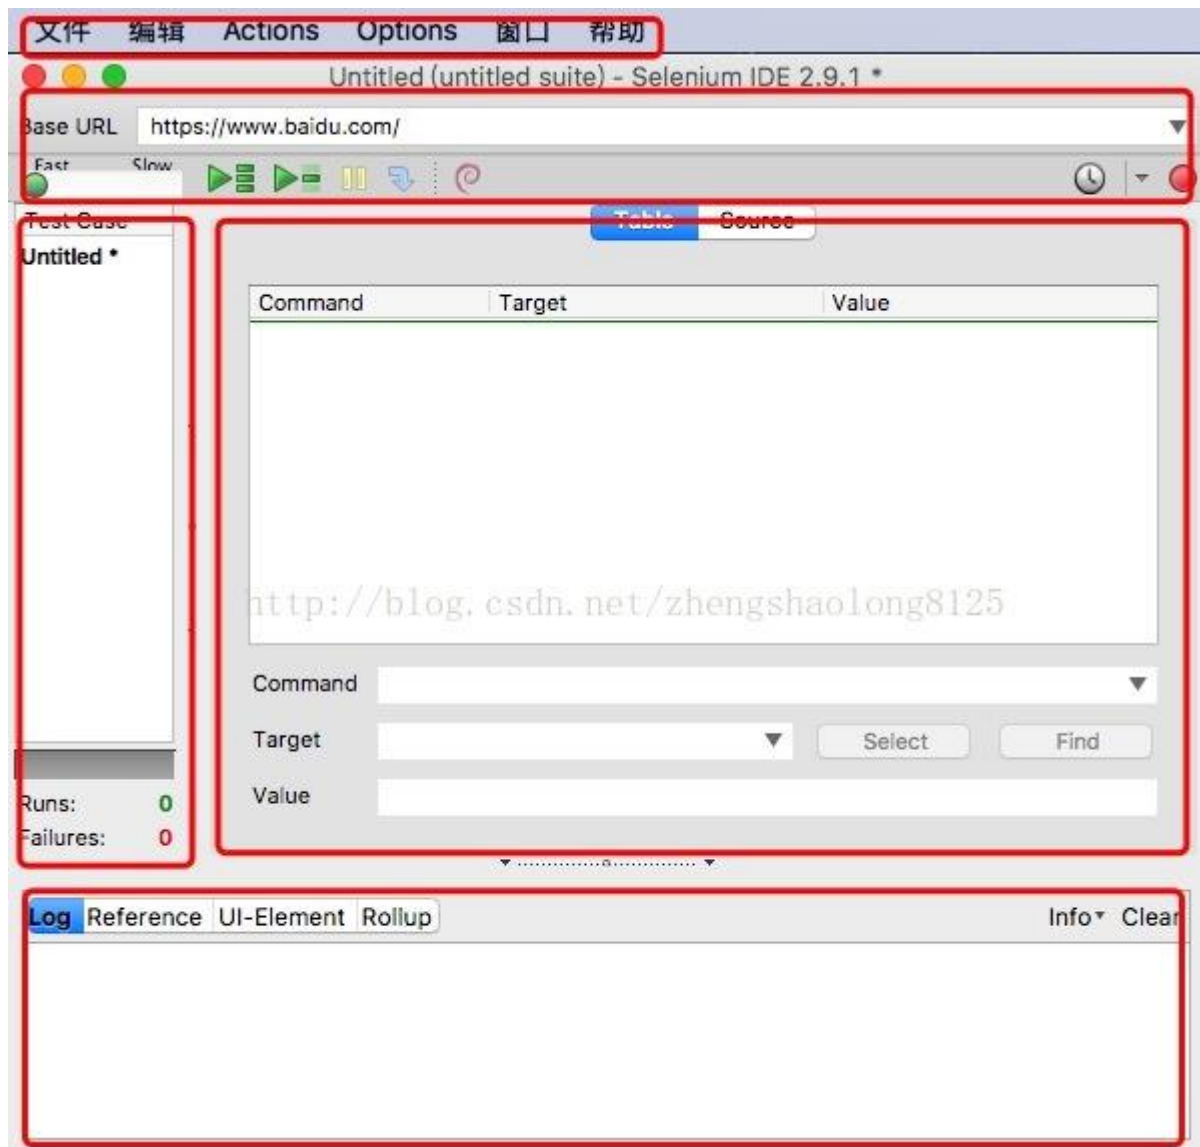 文件 编辑 Actions Options 窗口 帮助
Untitled (untitled suite) - Selenium IDE 2.9.1 *
Base URL https://www.baidu.com/
Fast Slow
Test Case
Table Source
Untitled *
Command Target Value
http://blog.csdn.net/zhengshaolong8125
Command
Target Select Find
Value
Runs: 0
Failures: 0
Log Reference UI-Element Rollup Info Clear